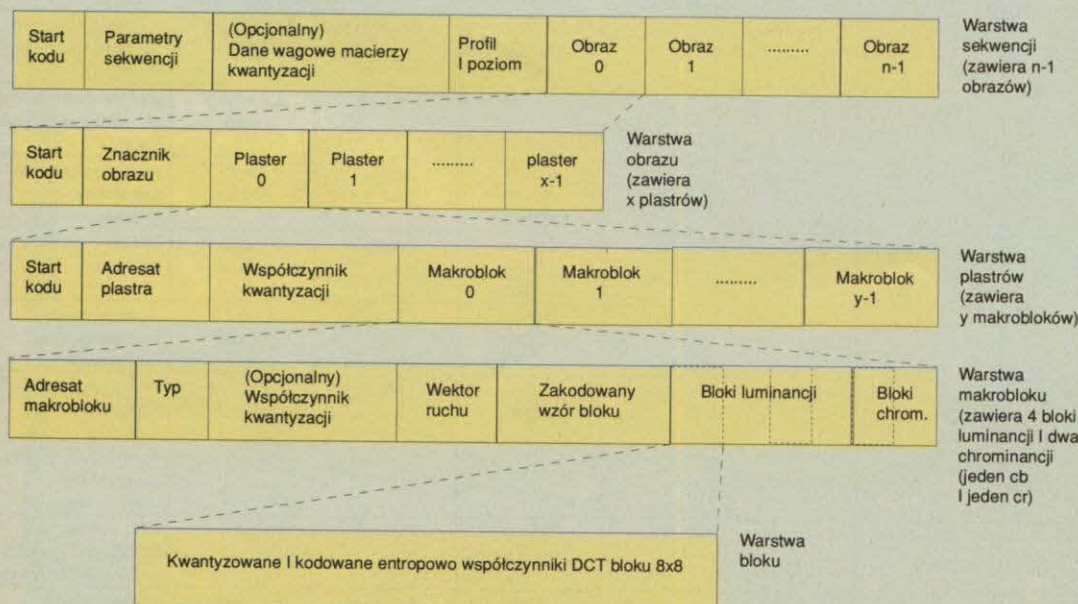 Start
kodu
Parametry
sekwencji
(Opcjonalny)
Dane wagowe macierzy
kwantyzacji
Profil
I poziom
Obraz
0
Obraz
1
.........
Obraz
n-1
Warstwa
sekwencji
(zawiera n-1
obrazów)
Start
kodu
Znacznik
obrazu
Plaster
0
Plaster
1
.........
plaster
x-1
Warstwa
obrazu
(zawiera
x plastrów)
Start
kodu
Adresat
plastra
Współczynnik
kwantyzacji
Makroblok
0
Makroblok
1
.........
Makroblok
y-1
Warstwa
plastrów
(zawiera
y makrobloków)
Adresat
makrobloku
Typ
(Opcjonalny)
Współczynnik
kwantyzacji
Wektor
ruchu
Zakodowany
wzór bloku
Bloki luminancji
Bloki
chrom.
Warstwa
makrobloku
(zawiera 4 bloki
luminancji I dwa
chrominancji
(jeden cb
I jeden cr)
Kwantyzowane I kodowane entropowo współczynniki DCT bloku 8x8
Warstwa
bloku